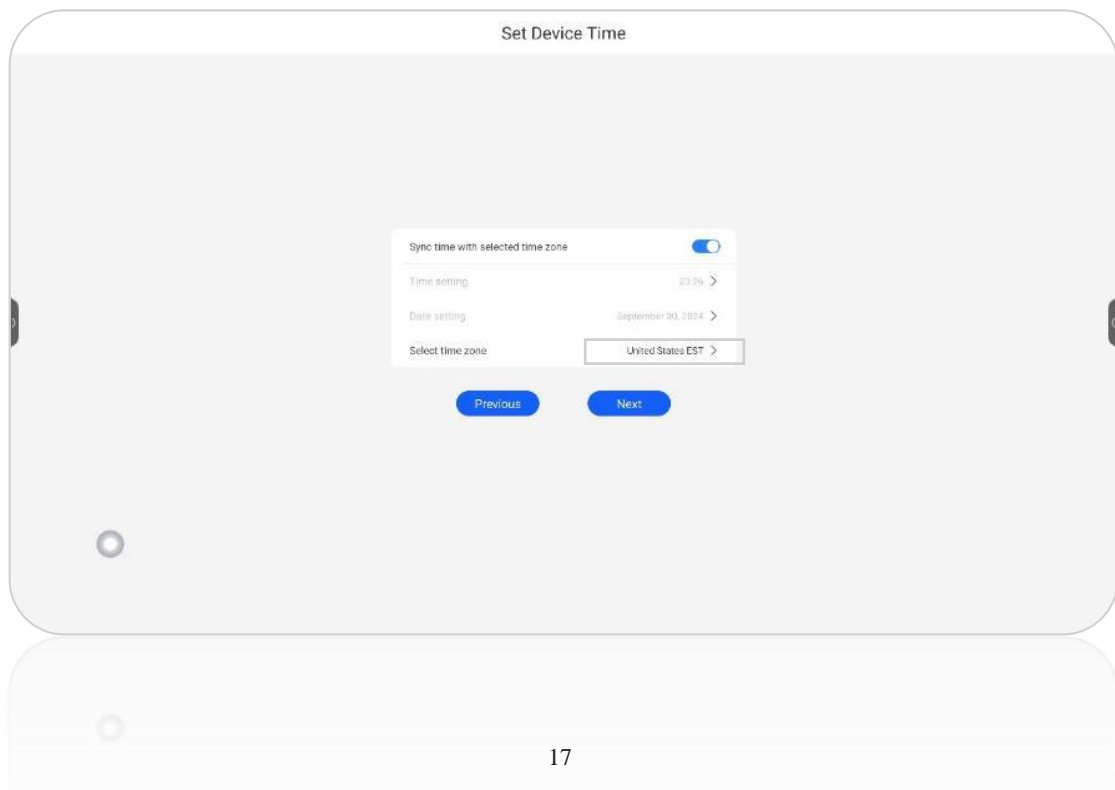 Set Device Time
Sync time with selected time zone
Time setting 23:26
Date setting September 30, 2024
Select time zone United States EST
Previous Next
17